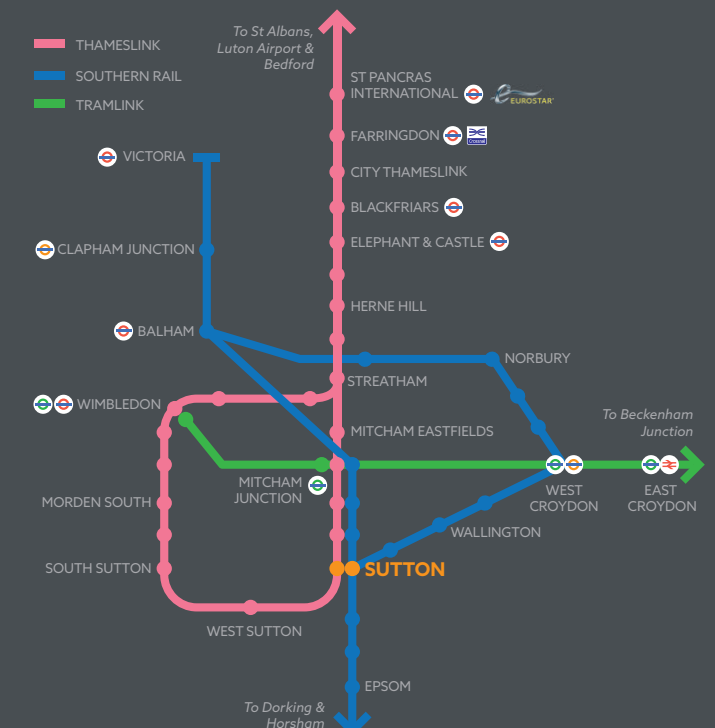 To St Albans,
Luton Airport &
Bedford
THAMESLINK
SOUTHERN RAIL
TRAMLINK
ST PANCRAS
INTERNATIONAL
EUROSTAR
FARRINGDON
Crossrail
VICTORIA
CITY THAMESLINK
BLACKFRIARS
CLAPHAM JUNCTION
ELEPHANT & CASTLE
HERNE HILL
BALHAM
NORBURY
STREATHAM
WIMBLEDON
To Beckenham
Junction
MITCHAM EASTFIELDS
MITCHAM
JUNCTION
WEST
CROYDON
EAST
CROYDON
MORDEN SOUTH
WALLINGTON
SOUTH SUTTON
SUTTON
WEST SUTTON
EPSOM
To Dorking &
Horsham